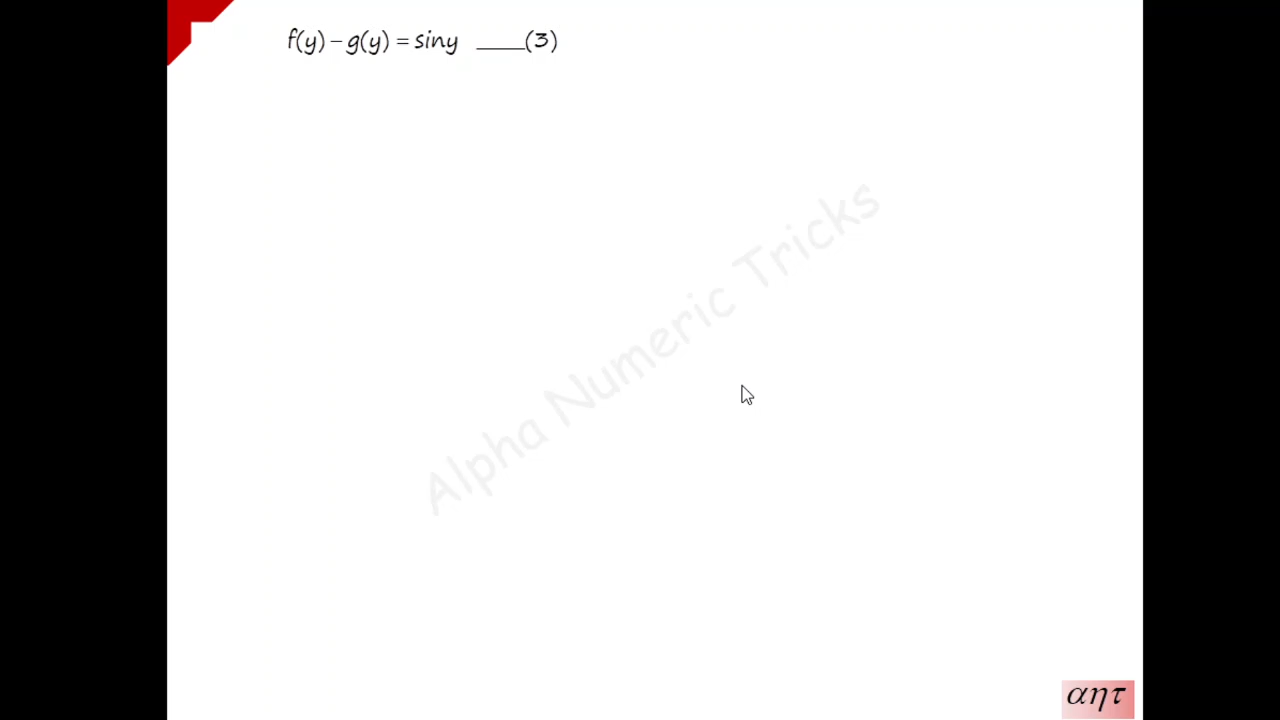 f(y) – g(y) = siny ____(3)
Alpha Numeric Tricks
αητ